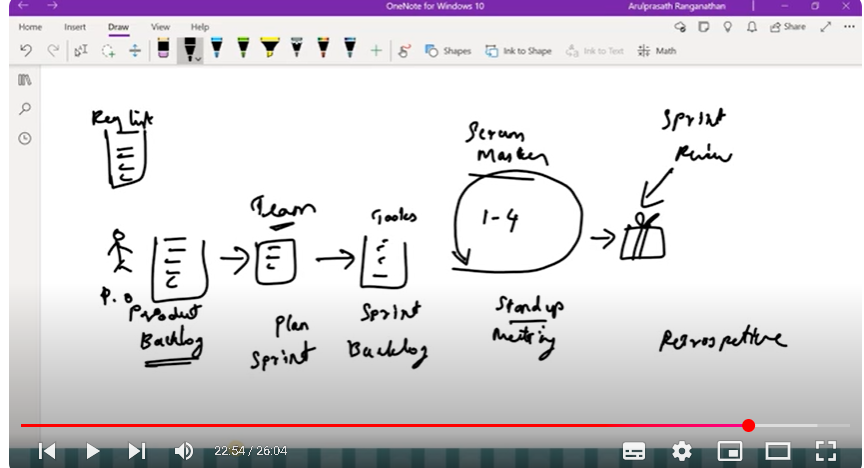 OneNote for Windows 10
Arulprasath Ranganathan
Home Insert Draw View Help
Share
Shapes Ink to Shape Ink to Text Math
Req list
Scrum
Master
Sprint
Review
Team
Tasks
1-4
P.O
Product
Backlog
Plan
Sprint
Sprint
Backlog
Standup
Meeting
Retrospective
22:54 / 26:04